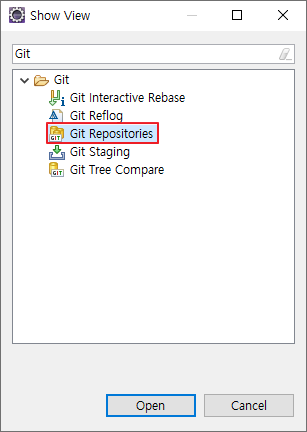 Show View
Git
Git
Git Interactive Rebase
Git Reflog
Git Repositories
Git Staging
Git Tree Compare
Open
Cancel